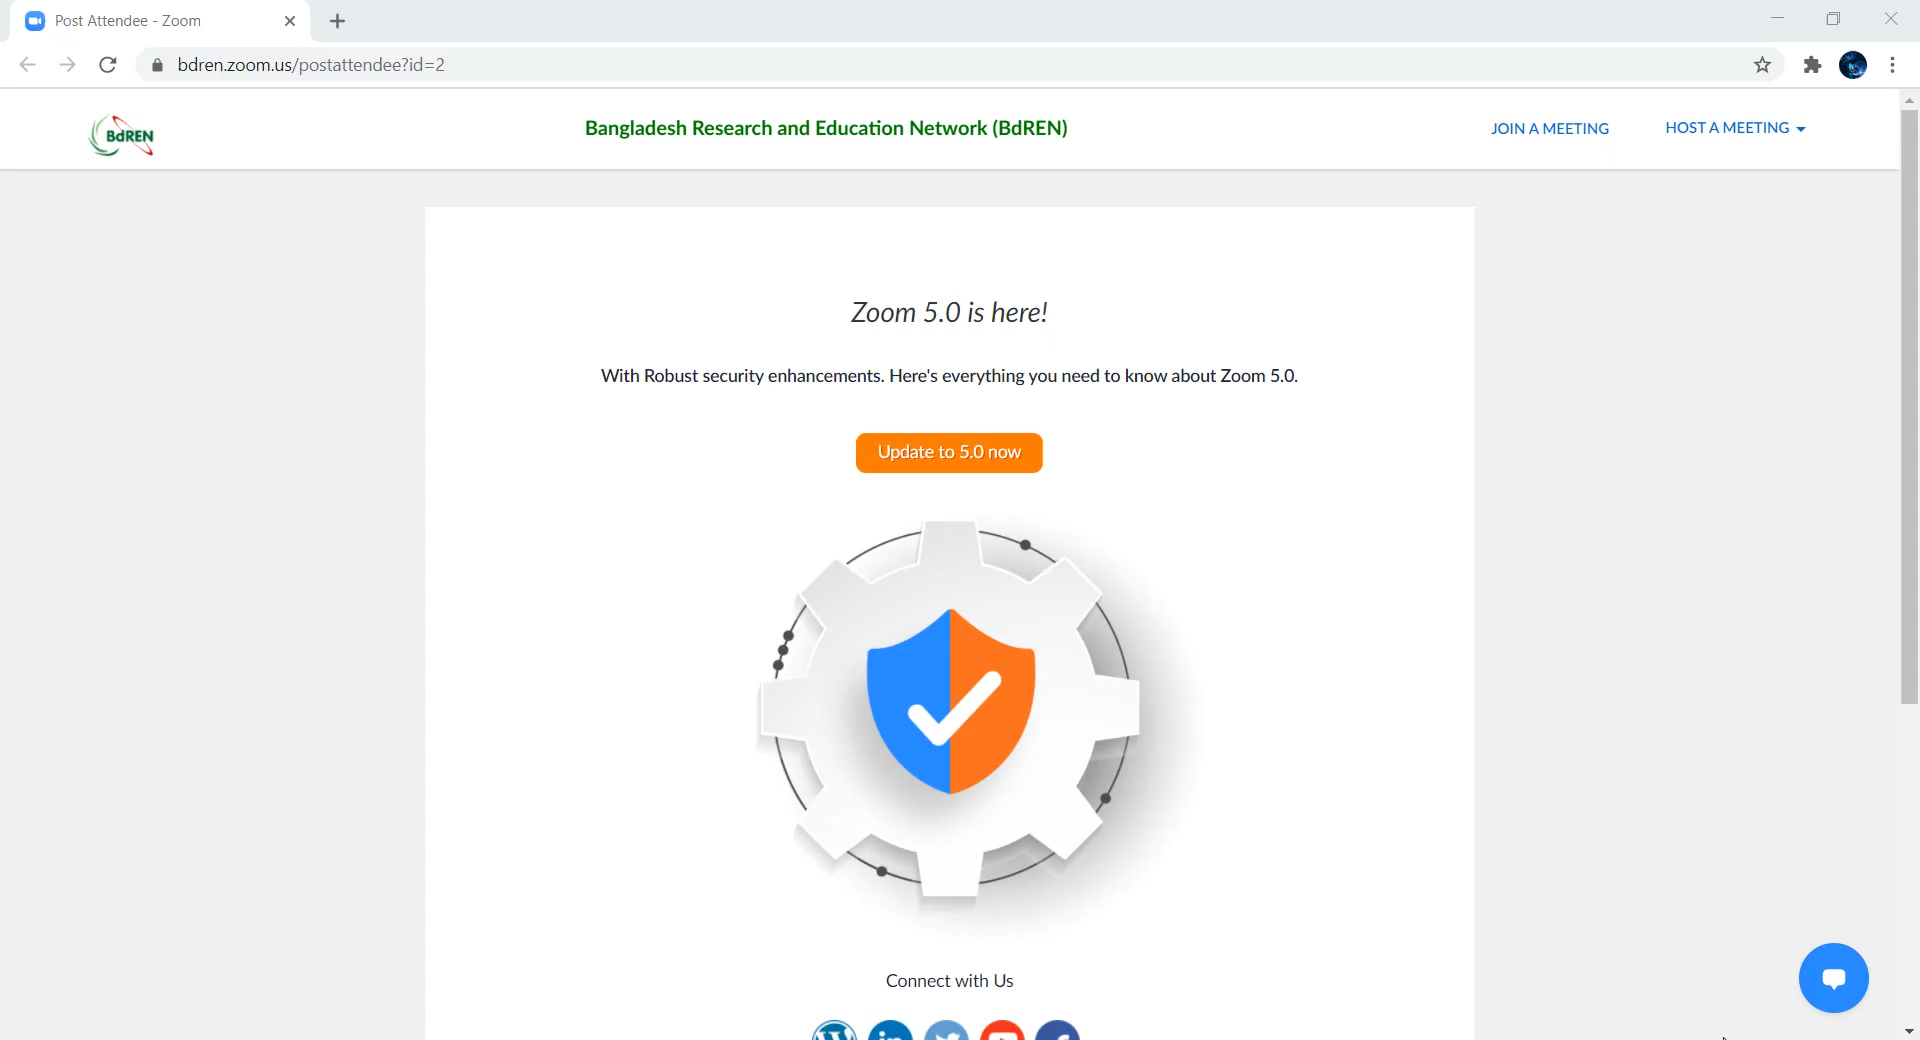 Post Attendee - Zoom
bdren.zoom.us/postattendee?id=2
BdREN
Bangladesh Research and Education Network (BdREN)
JOIN A MEETING
HOST A MEETING
Zoom 5.0 is here!
With Robust security enhancements. Here's everything you need to know about Zoom 5.0.
Update to 5.0 now
Connect with Us